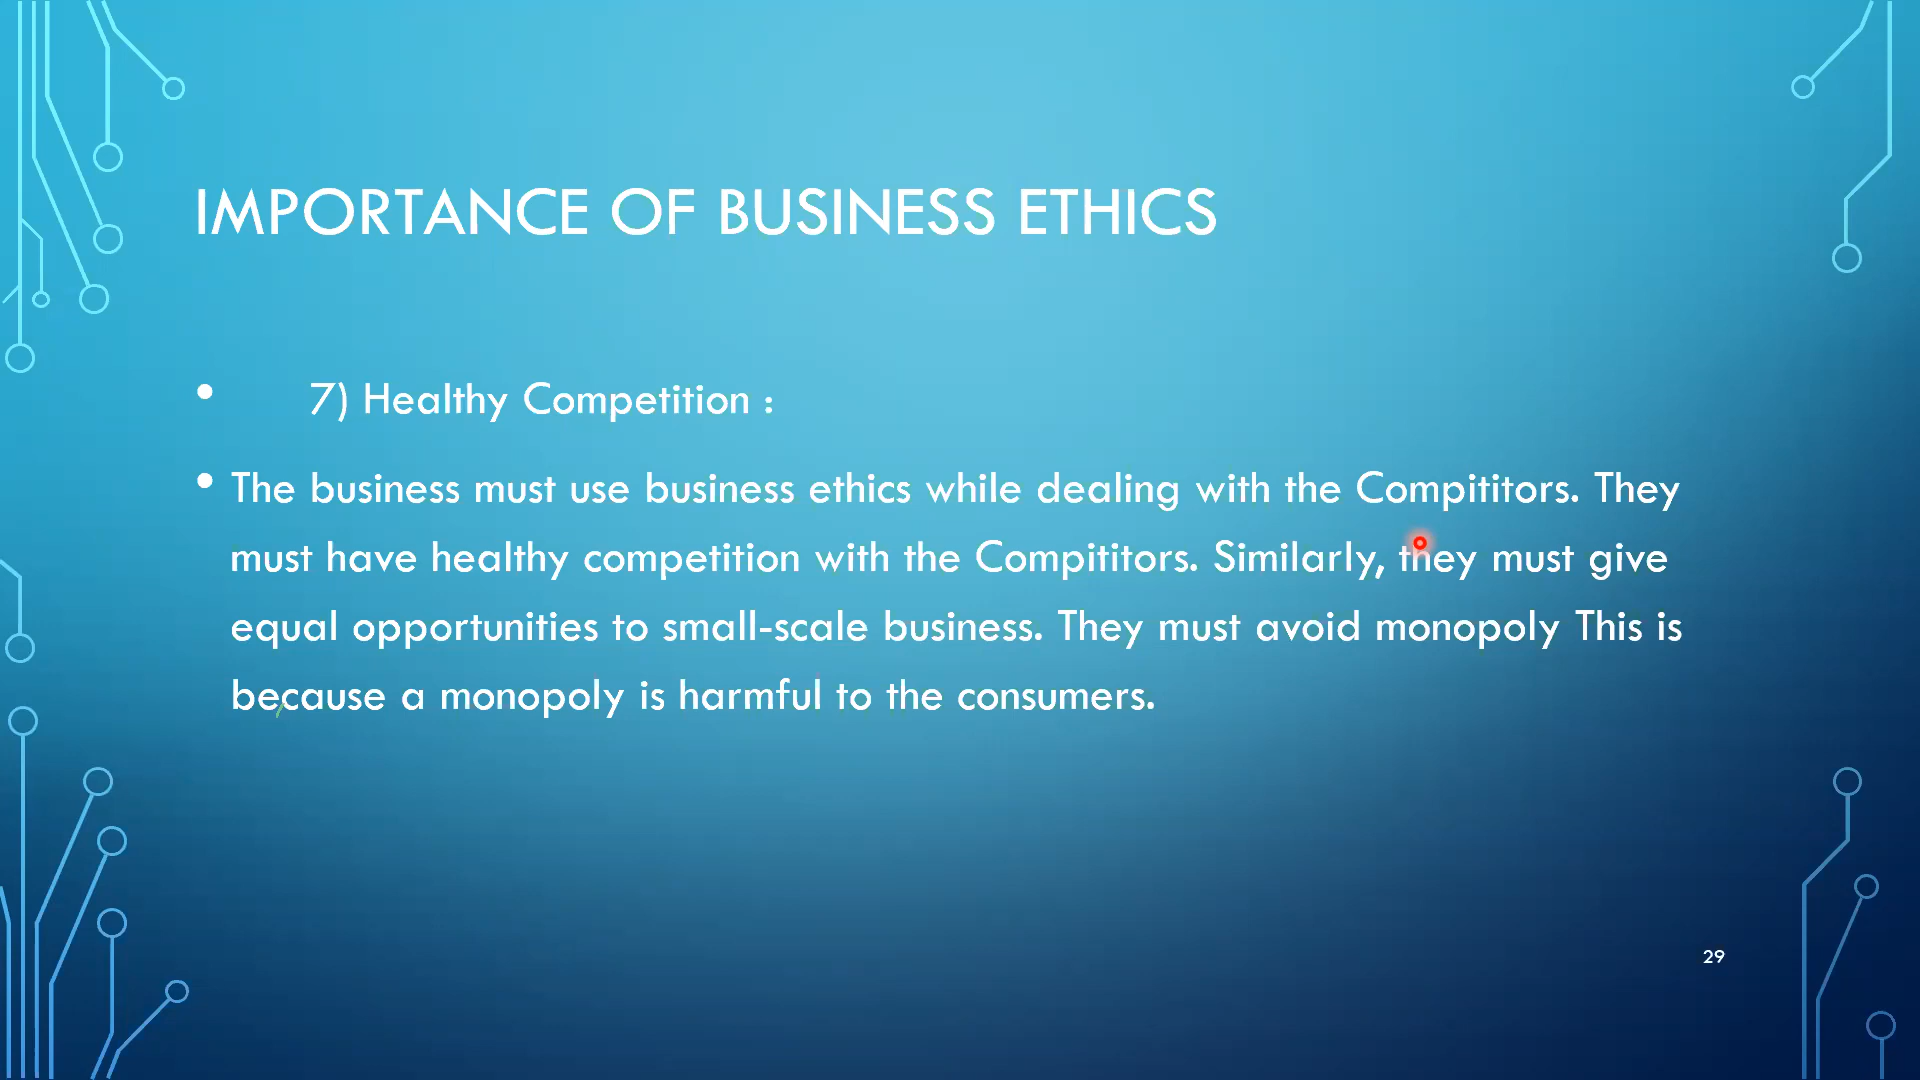 IMPORTANCE OF BUSINESS ETHICS
• 7) Healthy Competition :
• The business must use business ethics while dealing with the Compititors. They
must have healthy competition with the Compititors. Similarly, they must give
equal opportunities to small-scale business. They must avoid monopoly This is
because a monopoly is harmful to the consumers.
29